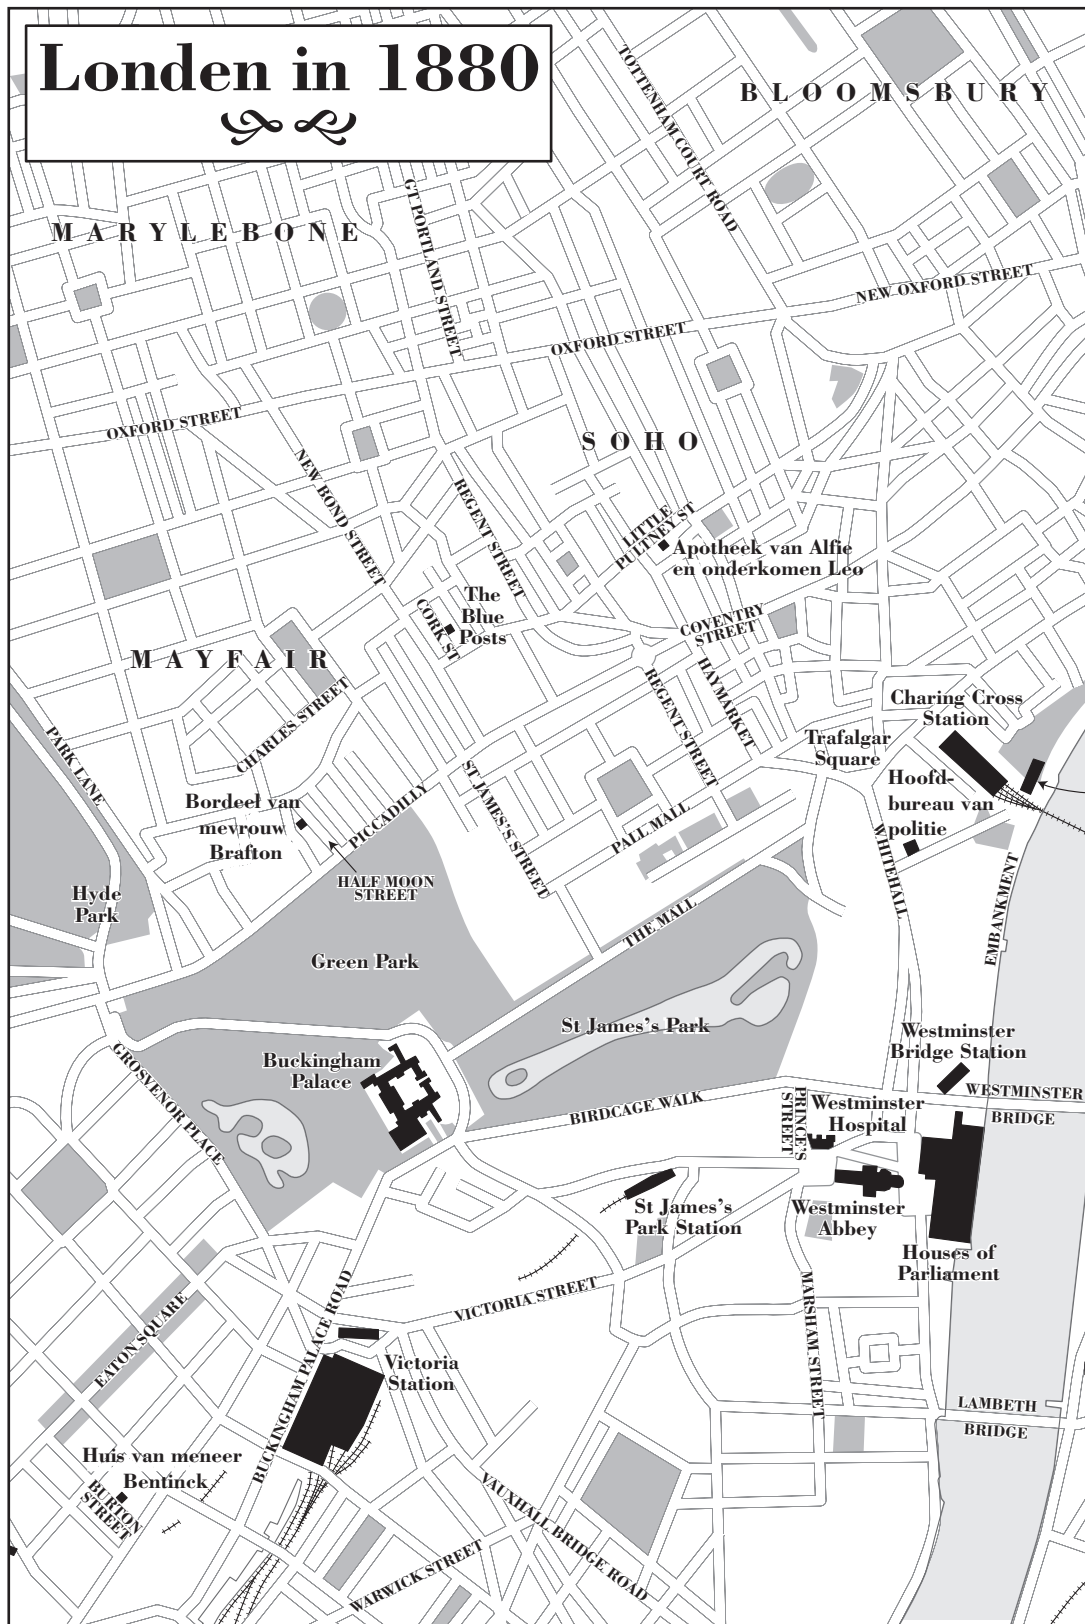 Londen in 1880
BLOOMSBURY
TOTTENHAM COURT ROAD
MARYLEBONE
GT PORTLAND STREET
NEW OXFORD STREET
OXFORD STREET
OXFORD STREET
SOHO
NEW BOND STREET
REGENT STREET
LITTLE
PULTNEY ST
Apotheek van Alfie
en onderkomen Leo
The
Blue
Posts
CORK ST
COVENTRY
STREET
MAYFAIR
CHARLES STREET
HAYMARKET
REGENT STREET
Charing Cross
Station
PARK LANE
Trafalgar
Square
Hoofd-
bureau van
politie
Bordeel van
mevrouw
Brafton
PICCADILLY
ST JAMES'S STREET
PALL MALL
WHITEHALL
HALF MOON
STREET
Hyde
Park
EMBANKMENT
THE MALL
Green Park
St James's Park
Westminster
Bridge Station
Buckingham
Palace
GROSVENOR PLACE
WESTMINSTER
BRIDGE
BIRDCAGE WALK
PRINCE'S
STREET
Westminster
Hospital
St James's
Park Station
Westminster
Abbey
Houses of
Parliament
VICTORIA STREET
EATON SQUARE
BUCKINGHAM PALACE ROAD
MARSHAM STREET
Victoria
Station
LAMBETH
BRIDGE
Huis van meneer
Bentinck
BURTON
STREET
VAUXHALL BRIDGE ROAD
WARWICK STREET